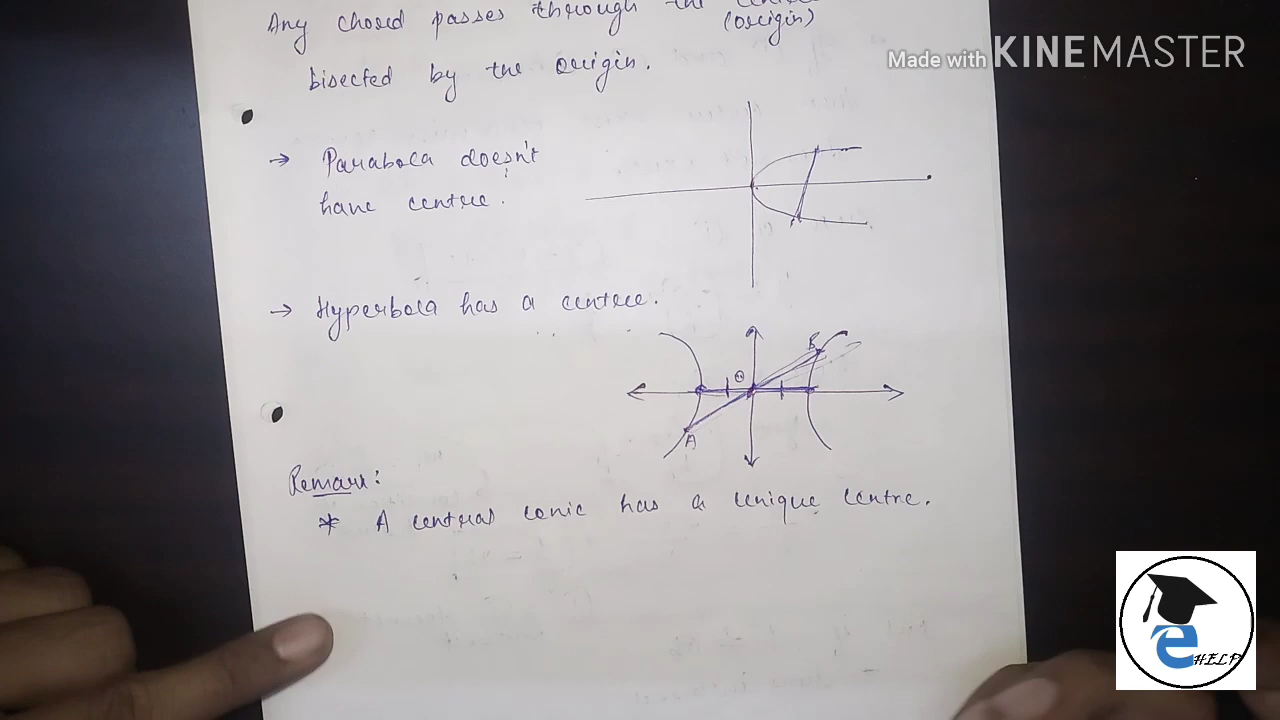 Any chord passes through the
(origin)
bisected by the origin.
Made with KINEMASTER
→ Parabola doesn't
have centre.
→ Hyperbola has a centre.
B
A
Remark:
* A central conic has a unique centre.
e HELP